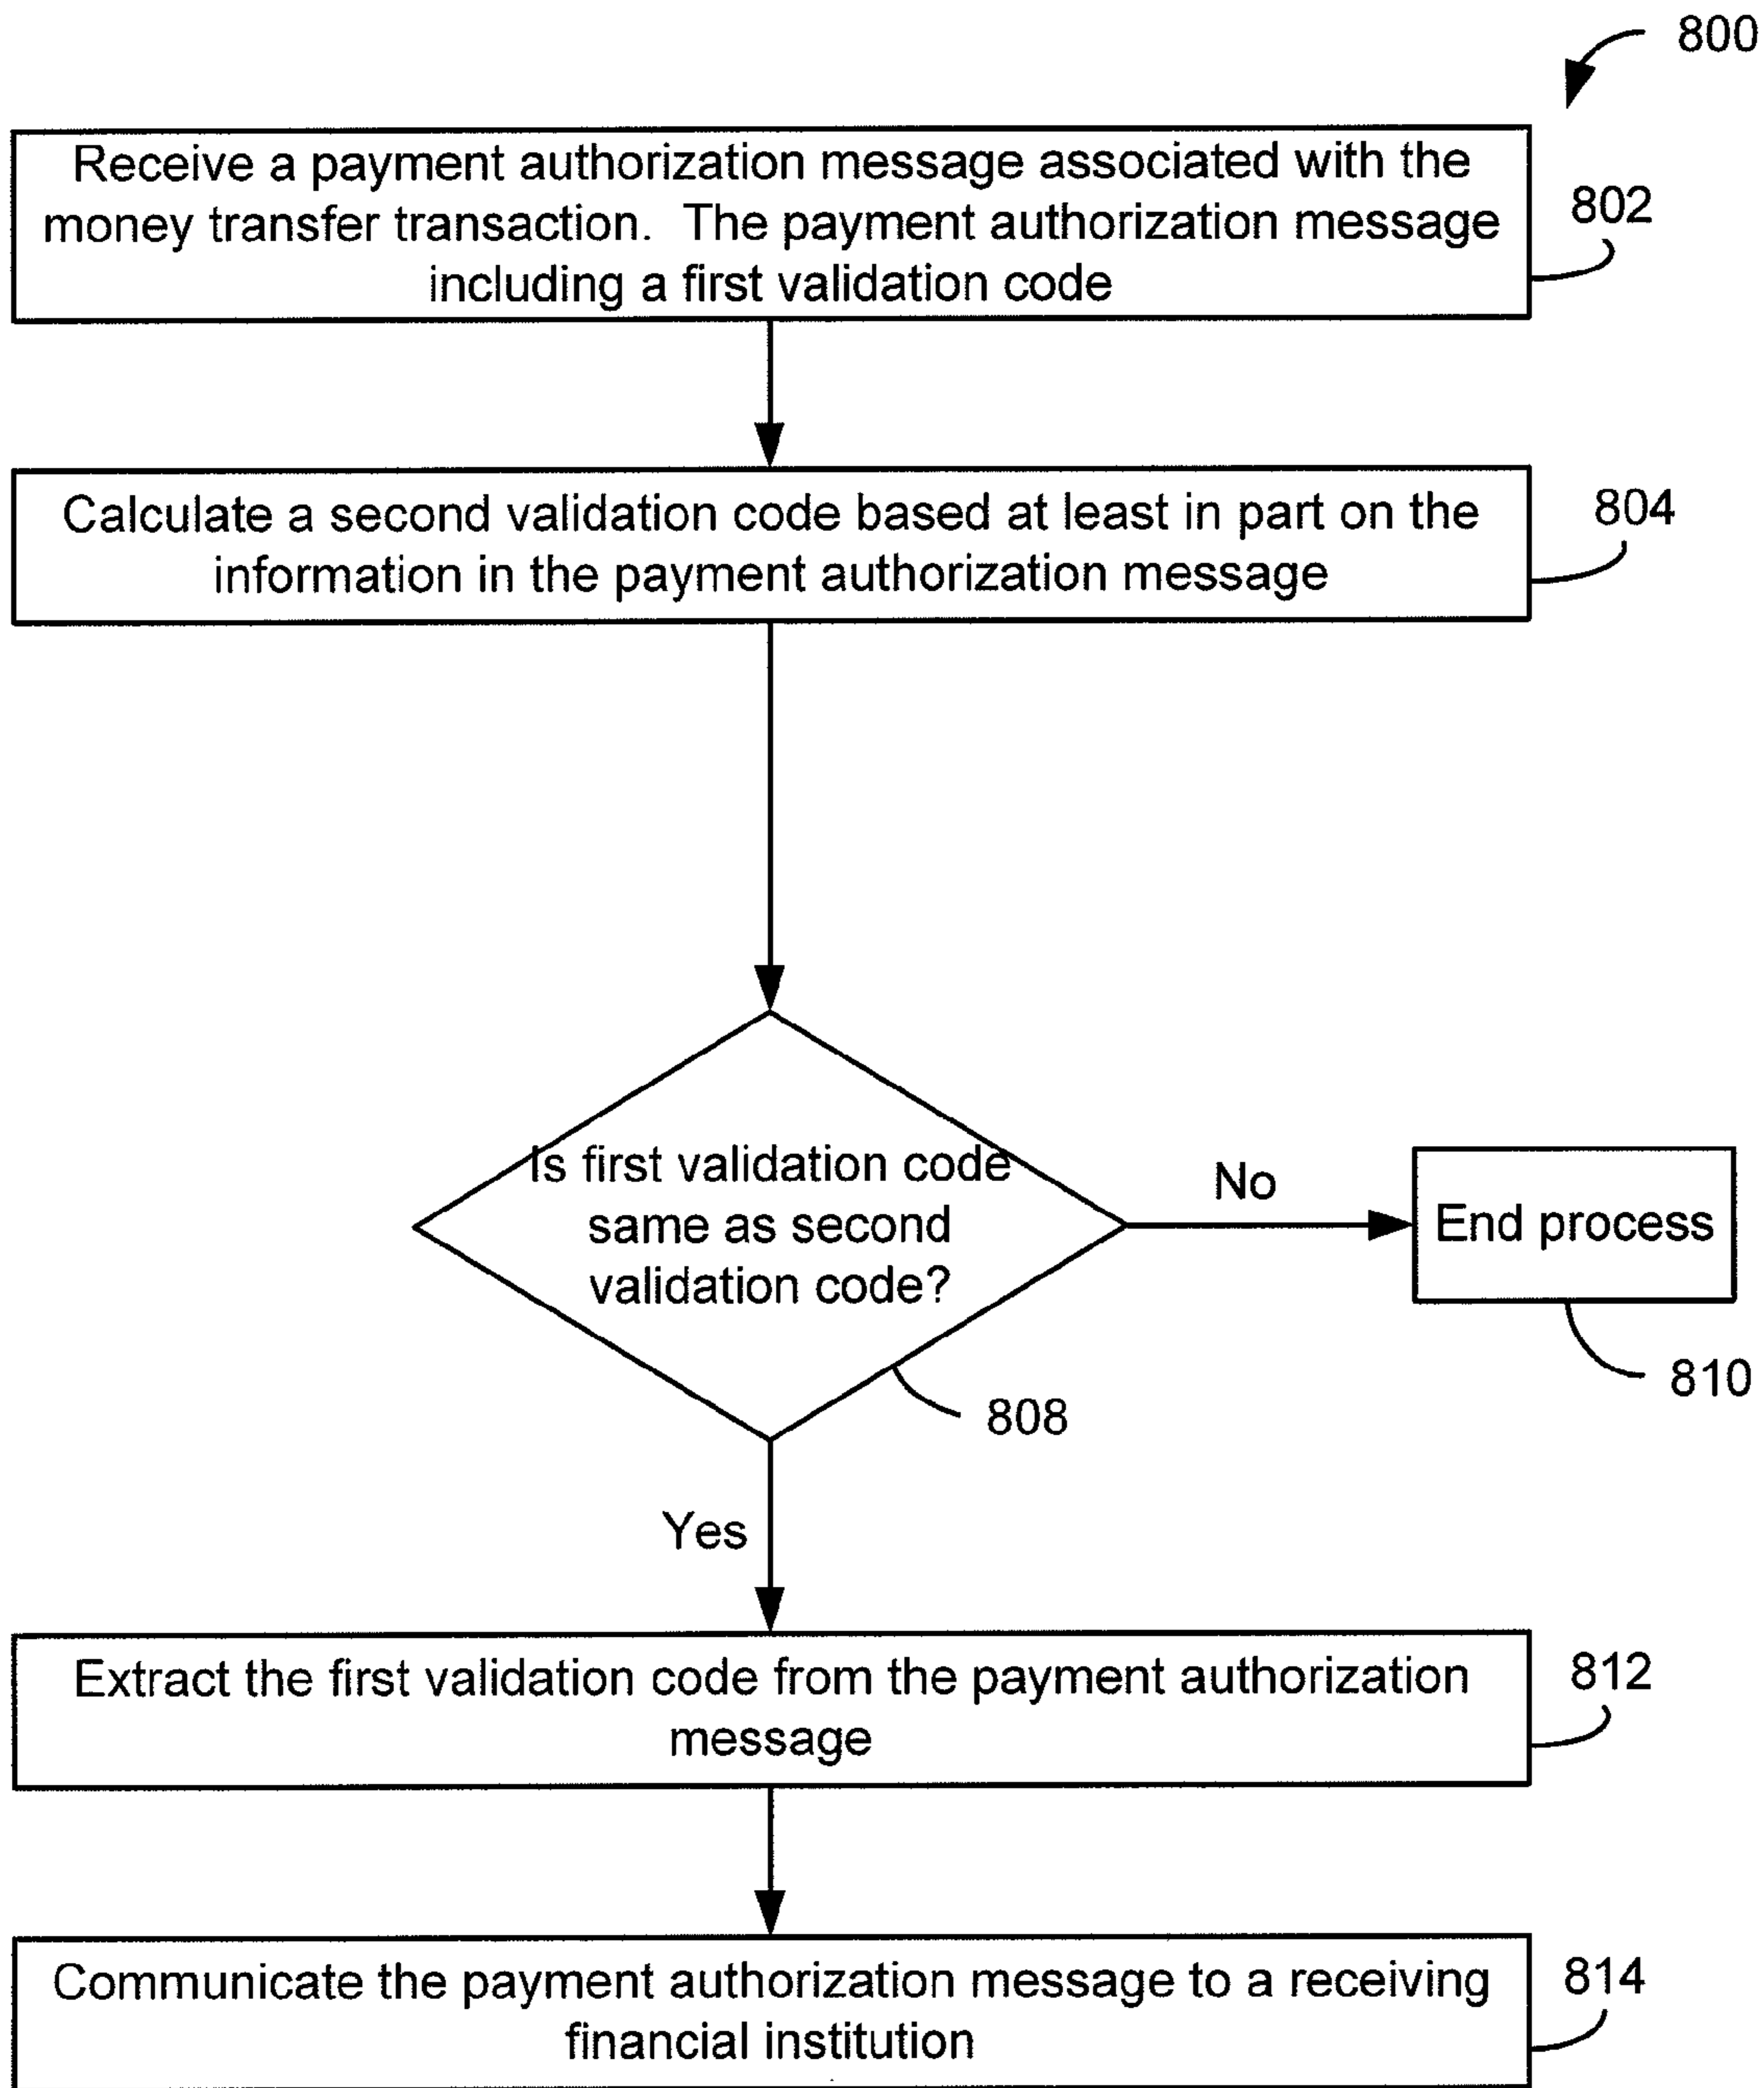 800
Receive a payment authorization message associated with the
money transfer transaction.  The payment authorization message
including a first validation code
802
Calculate a second validation code based at least in part on the
information in the payment authorization message
804
Is first validation code
same as second
validation code?
No
End process
810
808
Yes
Extract the first validation code from the payment authorization
message
812
Communicate the payment authorization message to a receiving
financial institution
814